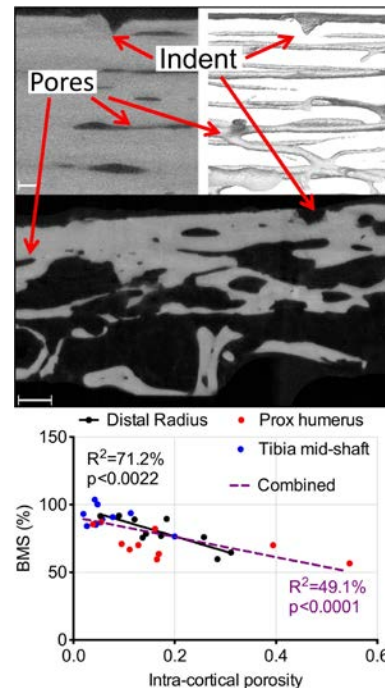 Indent
Pores
Distal Radius
Prox humerus
Tibia mid-shaft
Combined
R²=71.2%
p<0.0022
R²=49.1%
p<0.0001
BMS (%)
150
100
50
0
0.0 0.2 0.4 0.6
Intra-cortical porosity